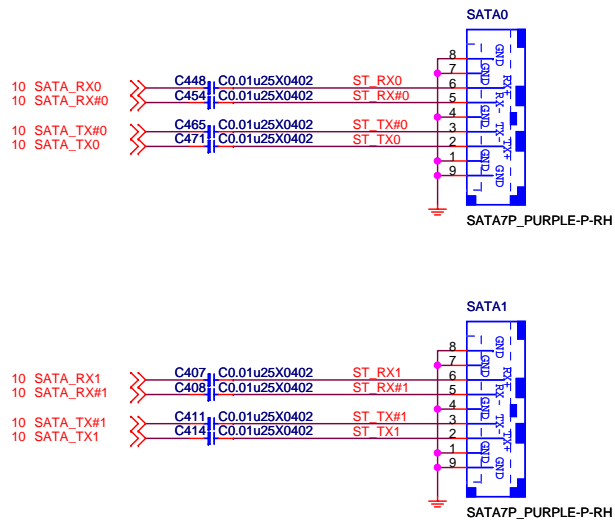 SATA0
8 GND
7 GND
10 SATA_RX0 C448 C0.01u25X0402 ST_RX0 6 RX+
10 SATA_RX#0 C454 C0.01u25X0402 ST_RX#0 5 RX-
4 GND
10 SATA_TX#0 C465 C0.01u25X0402 ST_TX#0 3 TX-
10 SATA_TX0 C471 C0.01u25X0402 ST_TX0 2 TX+
1 GND
9 GND
SATA7P_PURPLE-P-RH
SATA1
8 GND
7 GND
10 SATA_RX1 C407 C0.01u25X0402 ST_RX1 6 RX+
10 SATA_RX#1 C408 C0.01u25X0402 ST_RX#1 5 RX -
4 GND
10 SATA_TX#1 C411 C0.01u25X0402 ST_TX#1 3 TX-
10 SATA_TX1 C414 C0.01u25X0402 ST_TX1 2 TX+
1 GND
9 GND
SATA7P_PURPLE-P-RH